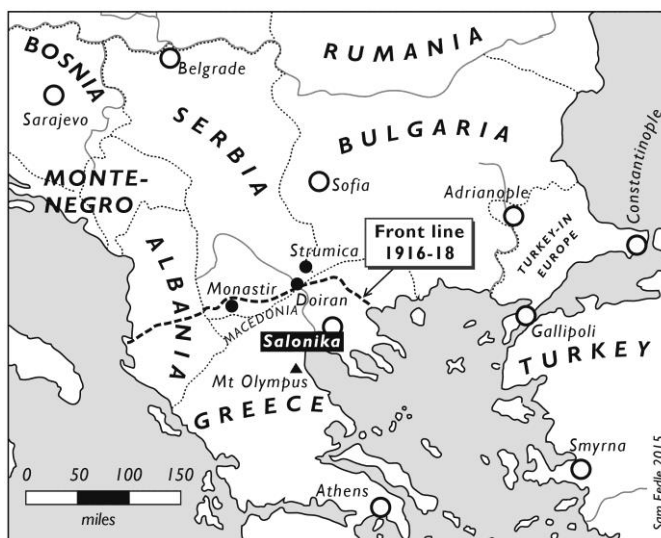 RUMANIA
BOSNIA
Belgrade
Sarajevo
SERBIA
BULGARIA
Constantinople
MONTE-
NEGRO
Sofia
Adrianople
TURKEY-IN
EUROPE
ALBANIA
Strumica
Front line
1916-18
Monastir
Doiran
MACEDONIA
Salonika
Gallipoli
TURKEY
Mt Olympus
GREECE
Smyrna
0 50 100 150
miles
Athens
Sam Eedle 2015